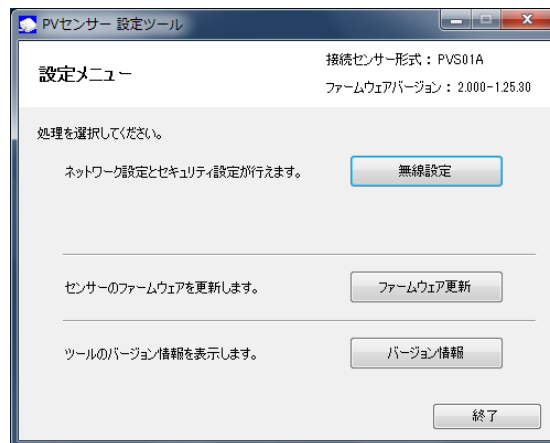 PVセンサー 設定ツール
設定メニュー
接続センサー形式： PVS01A
ファームウェアバージョン： 2.000-1.25.30
処理を選択してください。
ネットワーク設定とセキュリティ設定が行えます。
無線設定
センサーのファームウェアを更新します。
ファームウェア更新
ツールのバージョン情報を表示します。
バージョン情報
終了